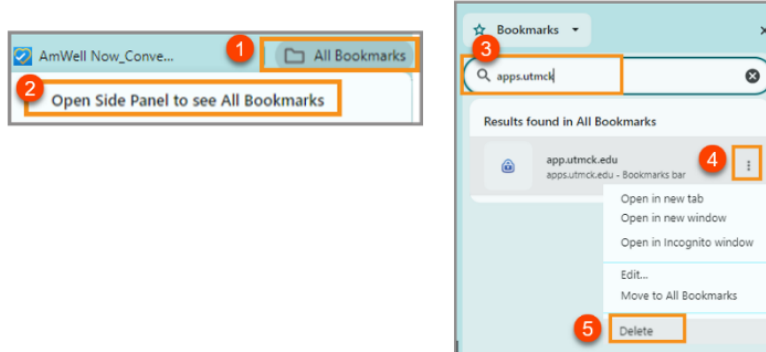 AmWell Now_Conve...
1
All Bookmarks
2
Open Side Panel to see All Bookmarks
Bookmarks
3
apps.utmck
Results found in All Bookmarks
app.utmck.edu
apps.utmck.edu - Bookmarks bar
4
Open in new tab
Open in new window
Open in Incognito window
Edit...
Move to All Bookmarks
5
Delete